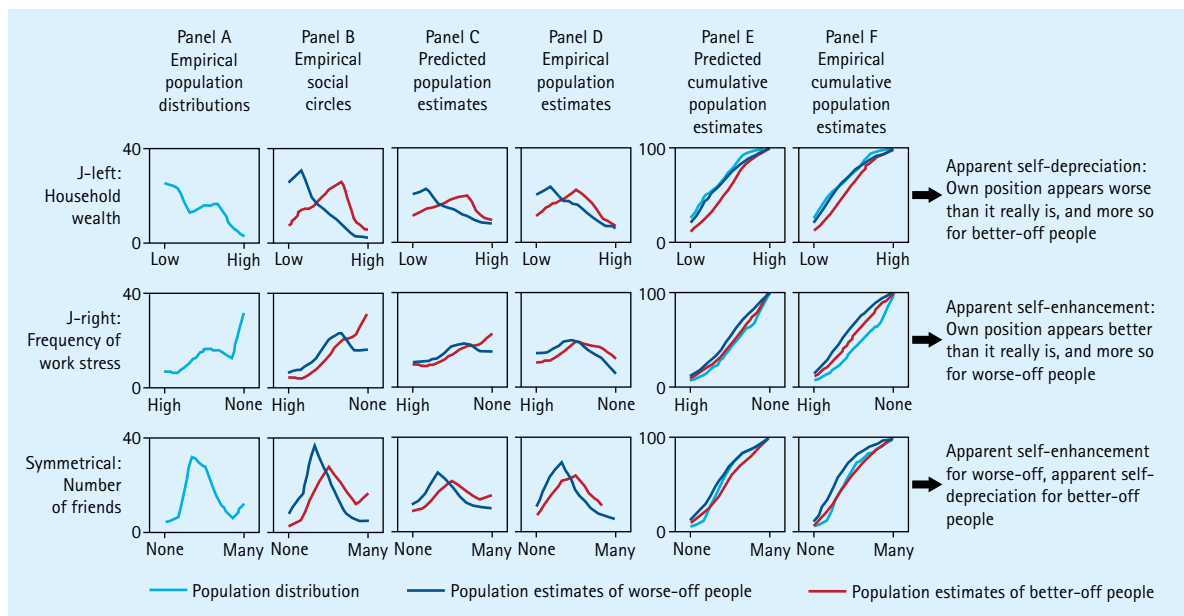 Panel A
Empirical
population
distributions
Panel B
Empirical
social
circles
Panel C
Predicted
population
estimates
Panel D
Empirical
population
estimates
Panel E
Predicted
cumulative
population
estimates
Panel F
Empirical
cumulative
population
estimates
J-left:
Household
wealth
40
0
Low High
Low High
Low High
Low High
100
0
Low High
Low High
Apparent self-depreciation:
Own position appears worse
than it really is, and more so
for better-off people
J-right:
Frequency of
work stress
40
0
High None
High None
High None
High None
100
0
High None
High None
Apparent self-enhancement:
Own position appears better
than it really is, and more so
for worse-off people
Symmetrical:
Number
of friends
40
0
None Many
None Many
None Many
None Many
100
0
None Many
None Many
Apparent self-enhancement
for worse-off, apparent self-
depreciation for better-off
people
Population distribution
Population estimates of worse-off people
Population estimates of better-off people